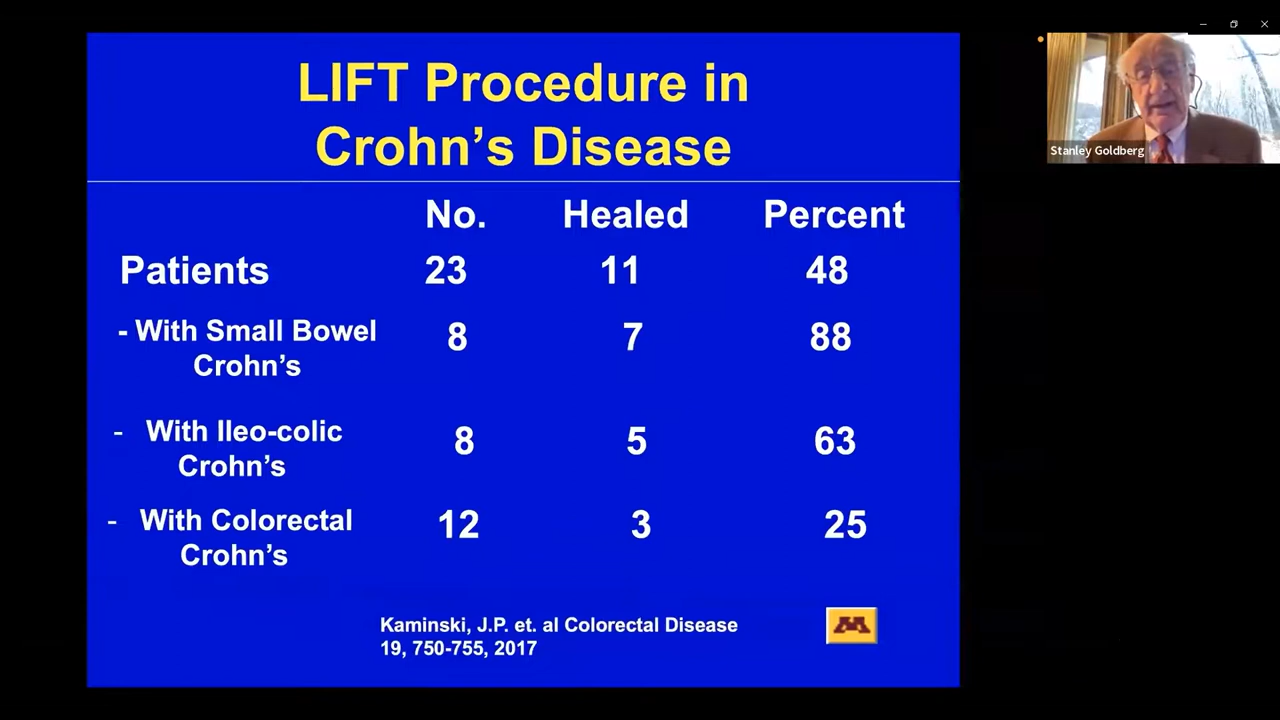 LIFT Procedure in
Crohn's Disease
No. Healed Percent
Patients 23 11 48
- With Small Bowel 8 7 88
Crohn's
- With Ileo-colic 8 5 63
Crohn's
- With Colorectal 12 3 25
Crohn's
Kaminski, J.P. et. al Colorectal Disease
19, 750-755, 2017
M
Stanley Goldberg